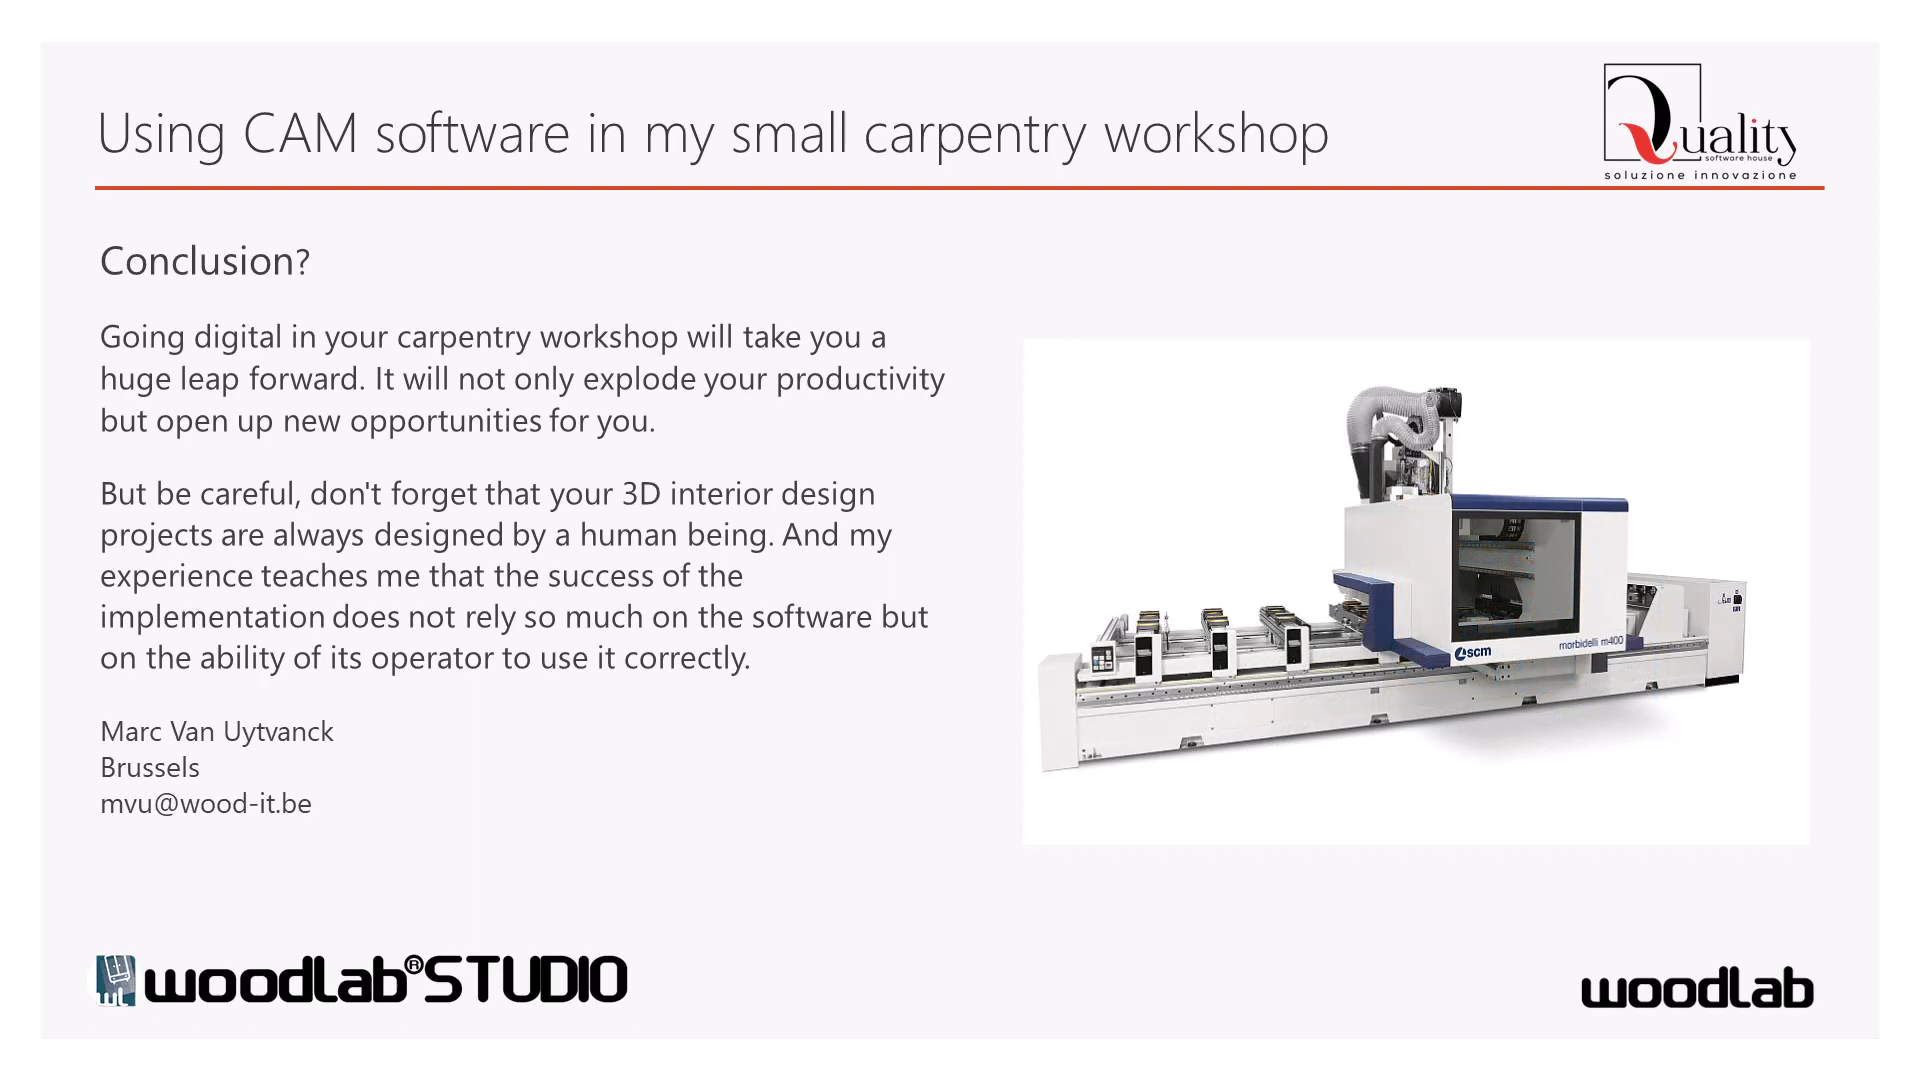 Using CAM software in my small carpentry workshop
Quality
software house
soluzione innovazione
Conclusion?
Going digital in your carpentry workshop will take you a
huge leap forward. It will not only explode your productivity
but open up new opportunities for you.
But be careful, don't forget that your 3D interior design
projects are always designed by a human being. And my
experience teaches me that the success of the
implementation does not rely so much on the software but
on the ability of its operator to use it correctly.
Marc Van Uytvanck
Brussels
mvu@wood-it.be
scm
morbidelli m400
wl
woodLab®STUDIO
woodLab